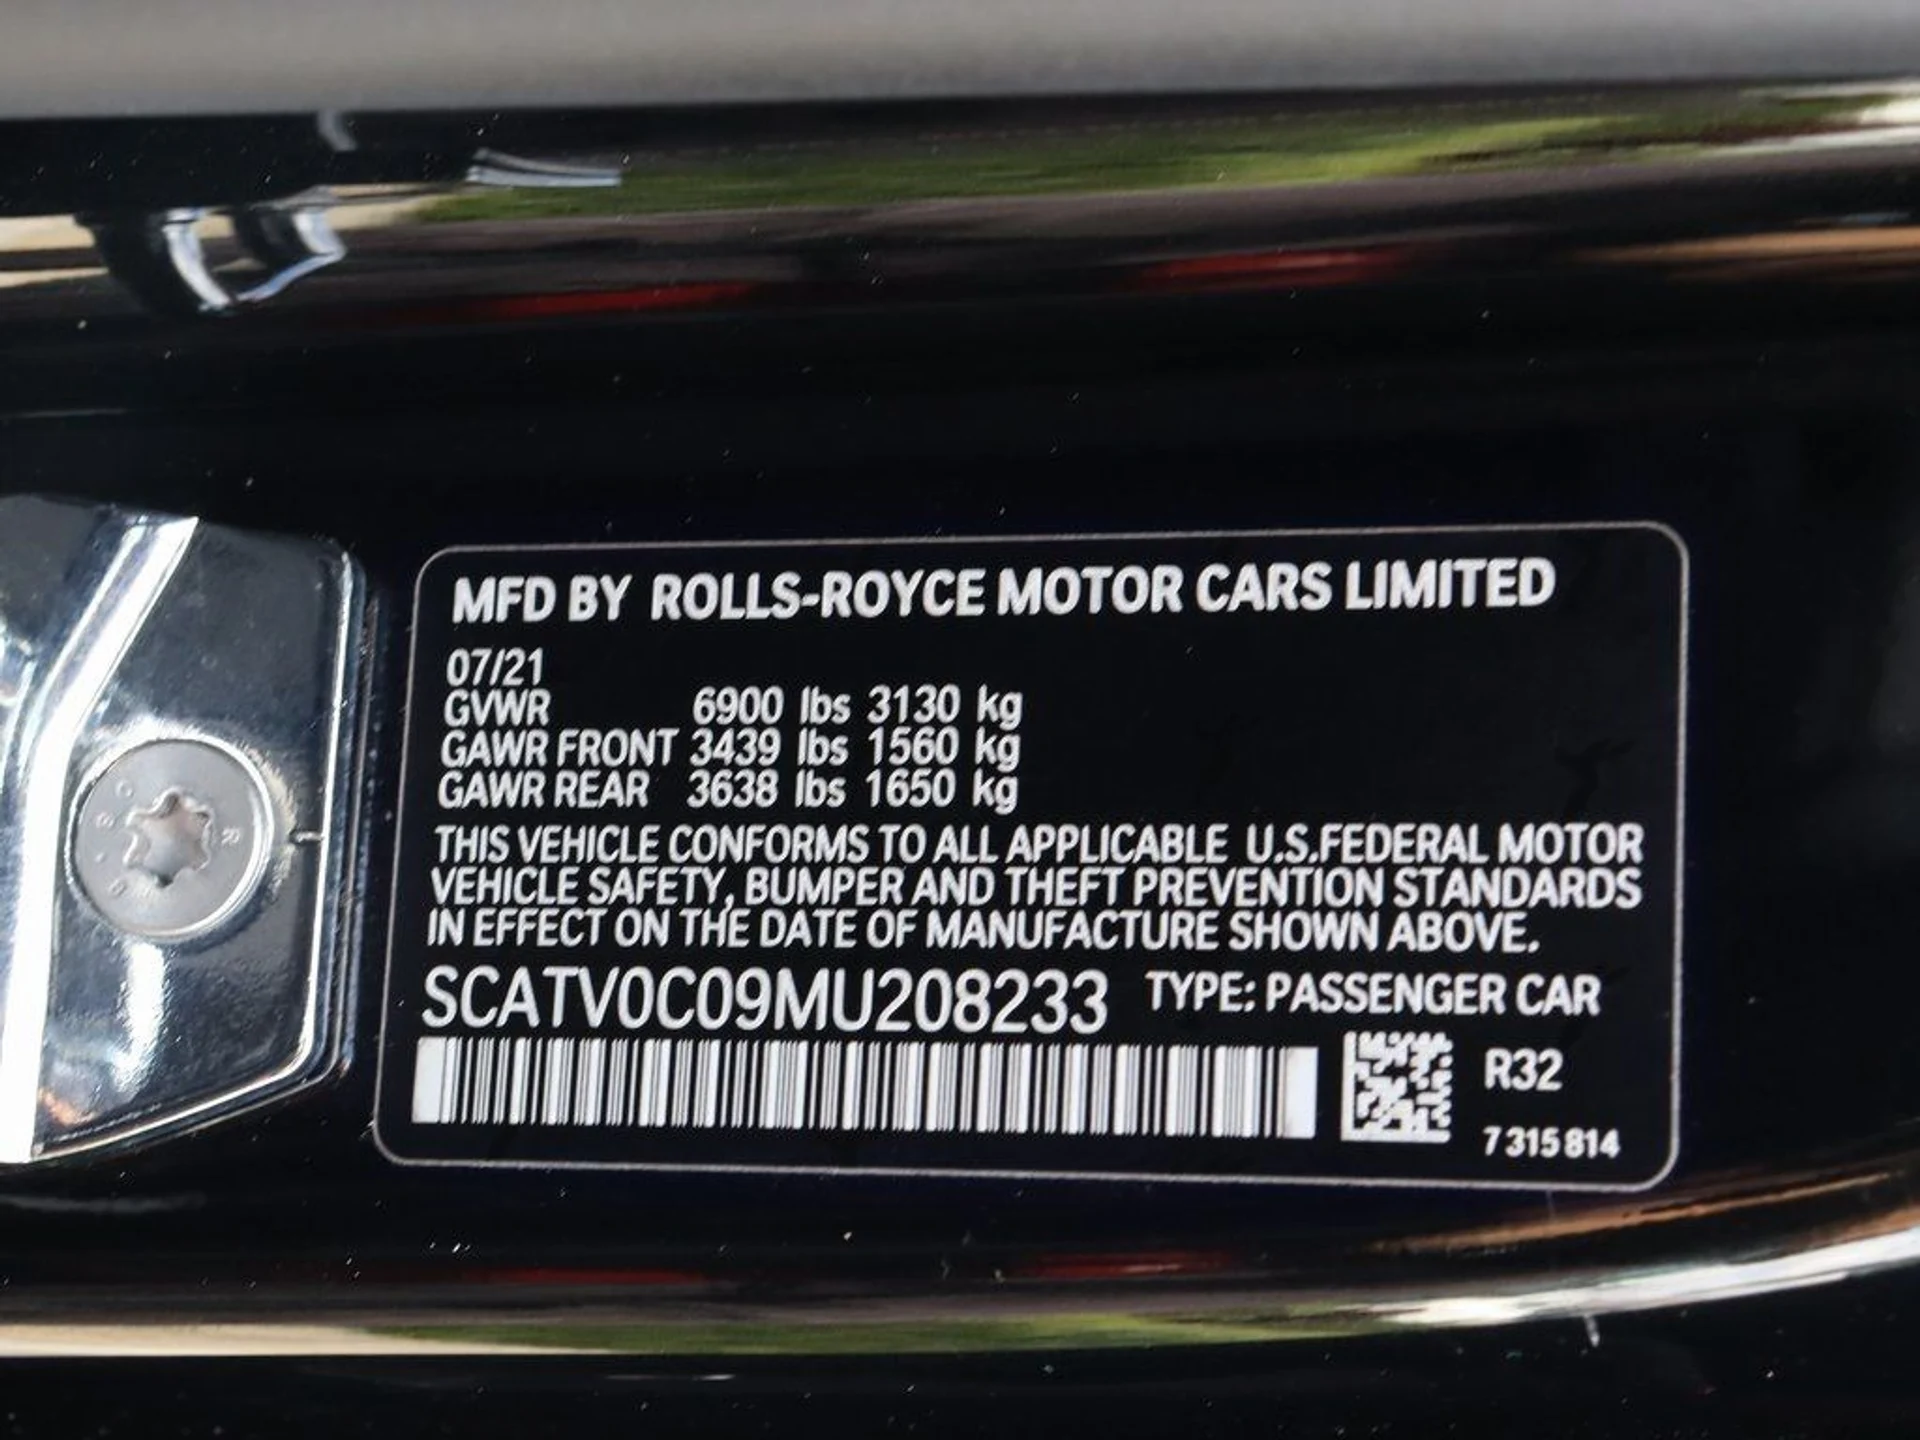 MFD BY ROLLS-ROYCE MOTOR CARS LIMITED
07/21
GVWR 6900 lbs 3130 kg
GAWR FRONT 3439 lbs 1560 kg
GAWR REAR 3638 lbs 1650 kg
THIS VEHICLE CONFORMS TO ALL APPLICABLE U.S.FEDERAL MOTOR
VEHICLE SAFETY, BUMPER AND THEFT PREVENTION STANDARDS
IN EFFECT ON THE DATE OF MANUFACTURE SHOWN ABOVE.
SCATV0C09MU208233 TYPE: PASSENGER CAR
R32
7 315 814